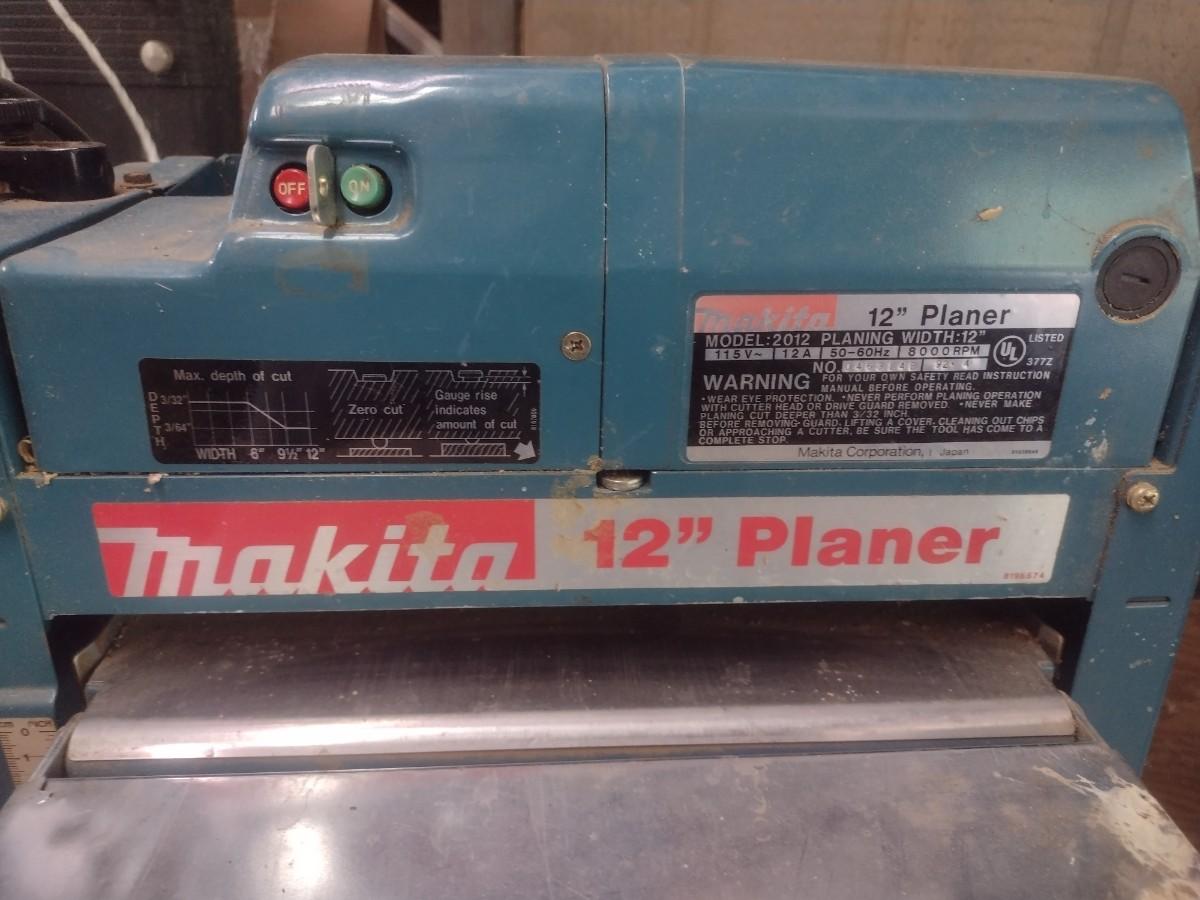 OFF ON
Makita 12” Planer
MODEL:2012 PLANING WIDTH:12”
115V~ 12A 50-60Hz 8000RPM
UL LISTED
377Z
NO.
WARNING FOR YOUR OWN SAFETY READ INSTRUCTION
MANUAL BEFORE OPERATING.
•WEAR EYE PROTECTION. •NEVER PERFORM PLANING OPERATION
WITH CUTTER HEAD OR DRIVE GUARD REMOVED. •NEVER MAKE
PLANING CUT DEEPER THAN 3/32 INCH.
BEFORE REMOVING-GUARD, LIFTING A COVER, CLEANING OUT CHIPS
OR APPROACHING A CUTTER, BE SURE THE TOOL HAS COME TO A
COMPLETE STOP.
Makita Corporation, Japan
Max. depth of cut
DEPTH
3/32”
3/64”
WIDTH 6” 9½” 12”
Zero cut
Gauge rise
indicates
amount of cut
Makita 12” Planer
INCH
0
1